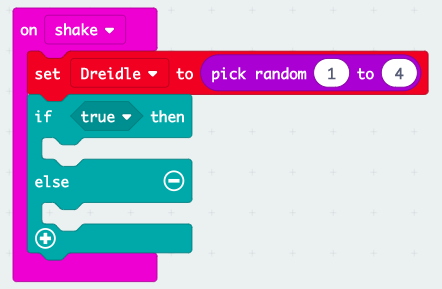 on shake
set Dreidle to pick random 1 to 4
if true then
else